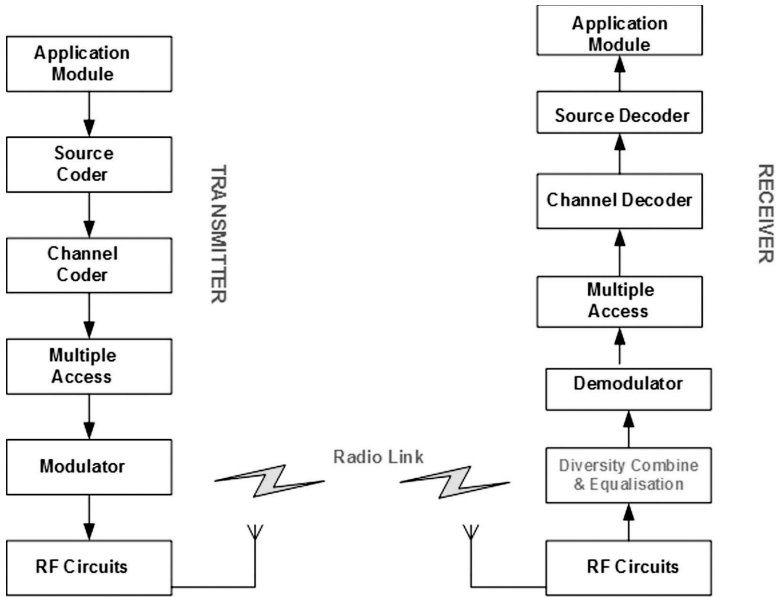 Application
Module
Source
Coder
Channel
Coder
Multiple
Access
Modulator
RF Circuits
TRANSMITTER
Radio Link
Application
Module
Source Decoder
Channel Decoder
Multiple
Access
Demodulator
Diversity Combine
& Equalisation
RF Circuits
RECEIVER